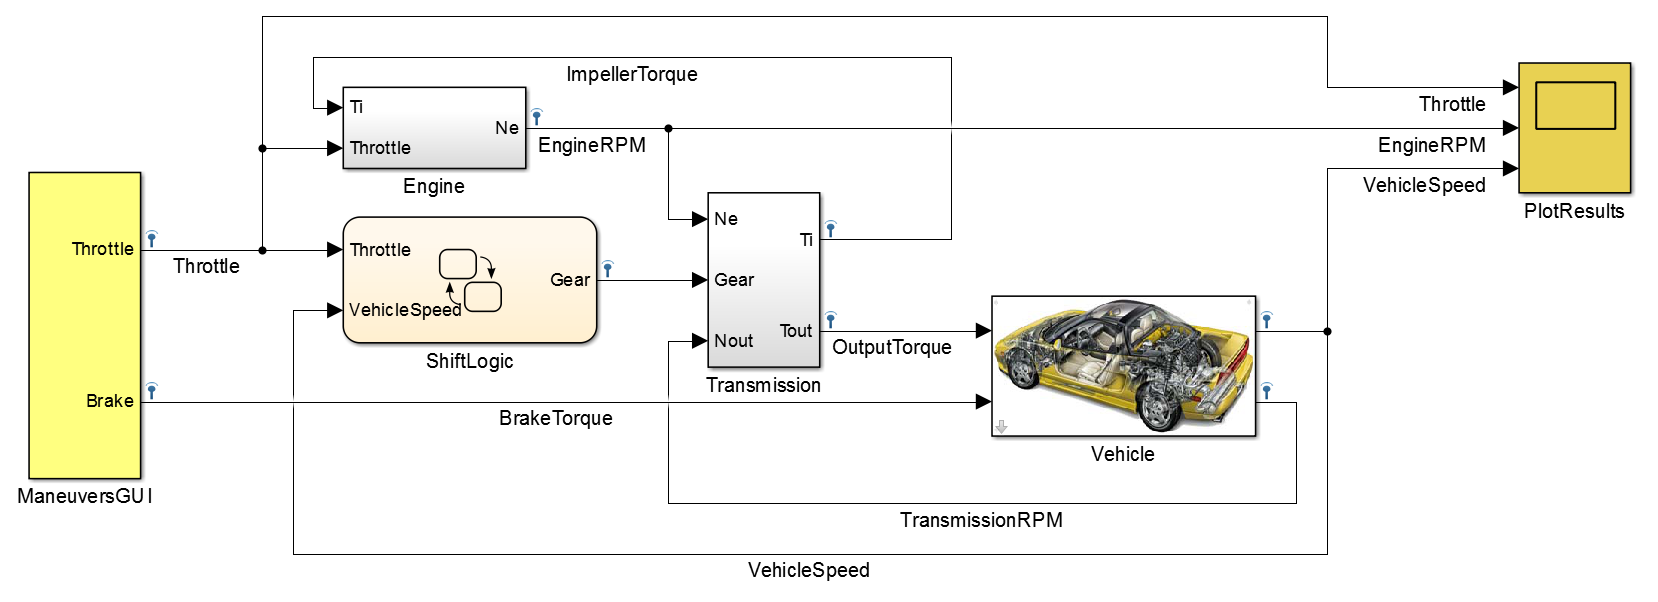 ImpellerTorque
Ti
Ne
Throttle
EngineRPM
Engine
Throttle
EngineRPM
VehicleSpeed
PlotResults
Throttle
Throttle
Brake
ManeuversGUI
Throttle
Gear
VehicleSpeed
ShiftLogic
Ne
Ti
Gear
Tout
Nout
Transmission
OutputTorque
BrakeTorque
Vehicle
TransmissionRPM
VehicleSpeed